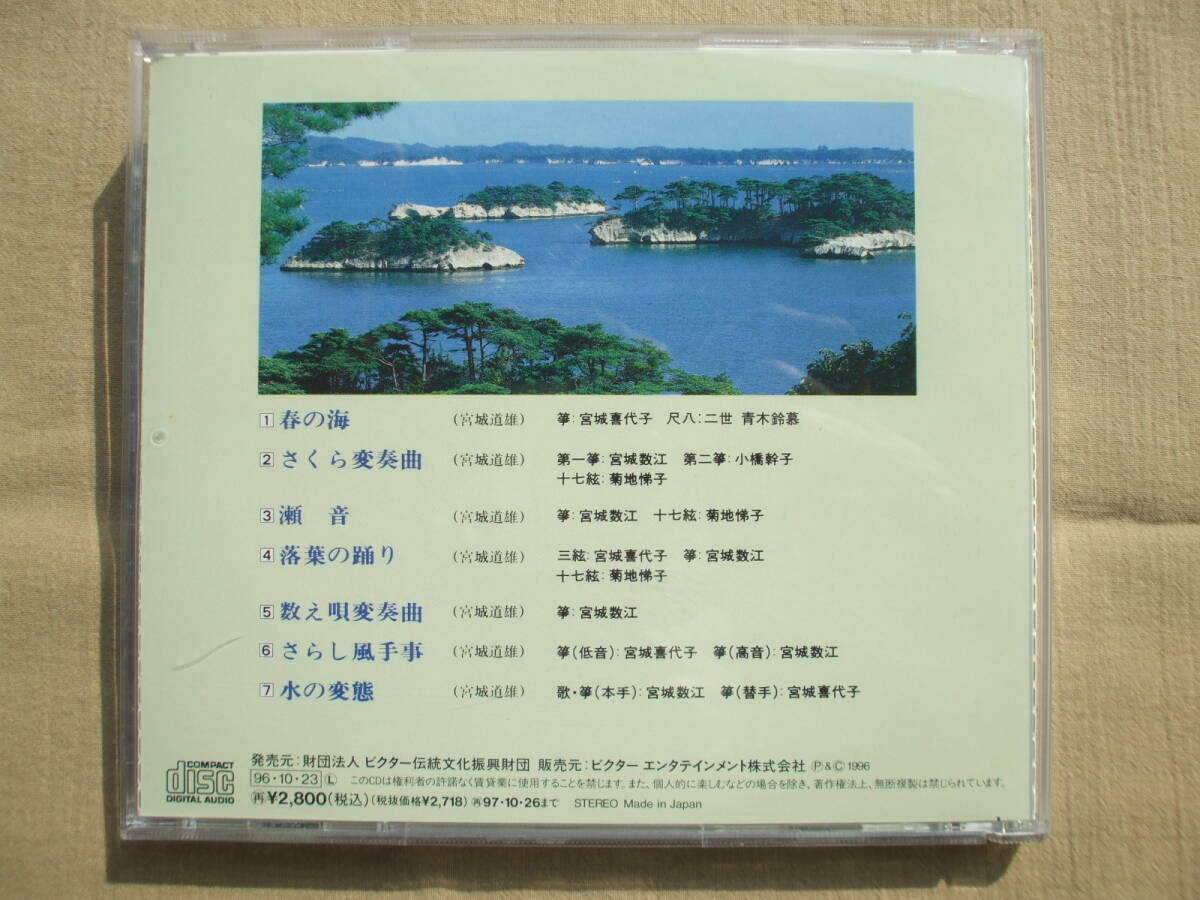 1 春の海 (宮城道雄) 箏:宮城喜代子 尺八:二世 青木鈴慕
2 さくら変奏曲 (宮城道雄) 第一箏:宮城数江 第二箏:小橋幹子
十七絃:菊地悌子
3 瀬 音 (宮城道雄) 箏:宮城数江 十七絃:菊地悌子
4 落葉の踊り (宮城道雄) 三絃:宮城喜代子 箏:宮城数江
十七絃:菊地悌子
5 数え唄変奏曲 (宮城道雄) 箏:宮城数江
6 さらし風手事 (宮城道雄) 箏(低音):宮城喜代子 箏(高音):宮城数江
7 水の変態 (宮城道雄) 歌・箏(本手):宮城数江 箏(替手):宮城喜代子
COMPACT disc DIGITAL AUDIO
発売元:財団法人 ビクター伝統文化振興財団 販売元:ビクター エンタテインメント株式会社 Ⓟ&Ⓒ 1996
96・10・23 Ⓛ このCDは権利者の許諾なく賃貸業に使用することを禁じます。また、個人的に楽しむなどの場合を除き、著作権法上、無断複製は禁じられています。
㊢¥2,800(税込)(税抜価格¥2,718) 再97・10・26まで STEREO Made in Japan